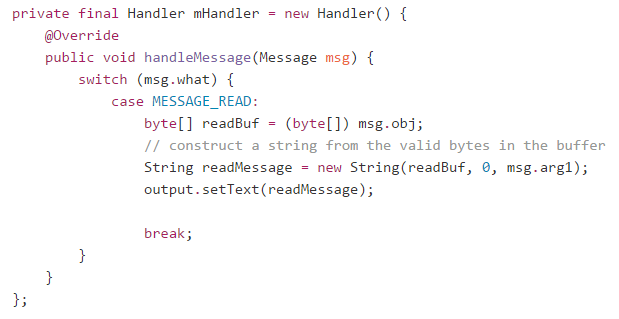 private final Handler mHandler = new Handler() {
    @Override
    public void handleMessage(Message msg) {
        switch (msg.what) {
            case MESSAGE_READ:
                byte[] readBuf = (byte[]) msg.obj;
                // construct a string from the valid bytes in the buffer
                String readMessage = new String(readBuf, 0, msg.arg1);
                output.setText(readMessage);

                break;
        }
    }
};